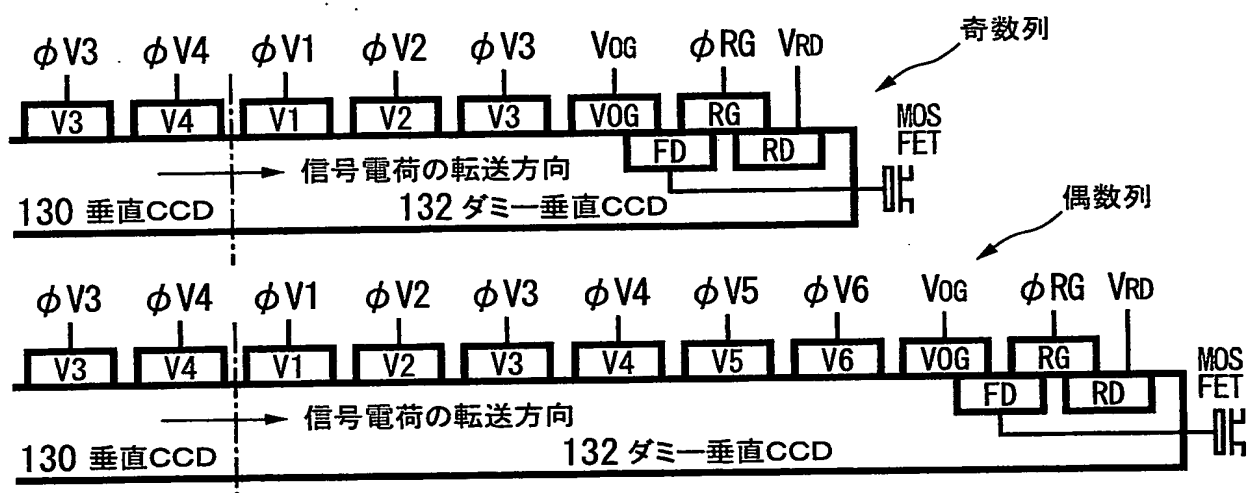 奇数列
φV3 φV4 φV1 φV2 φV3 VOG φRG VRD
V3 V4 V1 V2 V3 VOG RG
MOS
FET
FD RD
信号電荷の転送方向
130 垂直CCD 132 ダミー垂直CCD
偶数列
φV3 φV4 φV1 φV2 φV3 φV4 φV5 φV6 VOG φRG VRD
V3 V4 V1 V2 V3 V4 V5 V6 VOG RG
MOS
FET
FD RD
信号電荷の転送方向
130 垂直CCD 132 ダミー垂直CCD